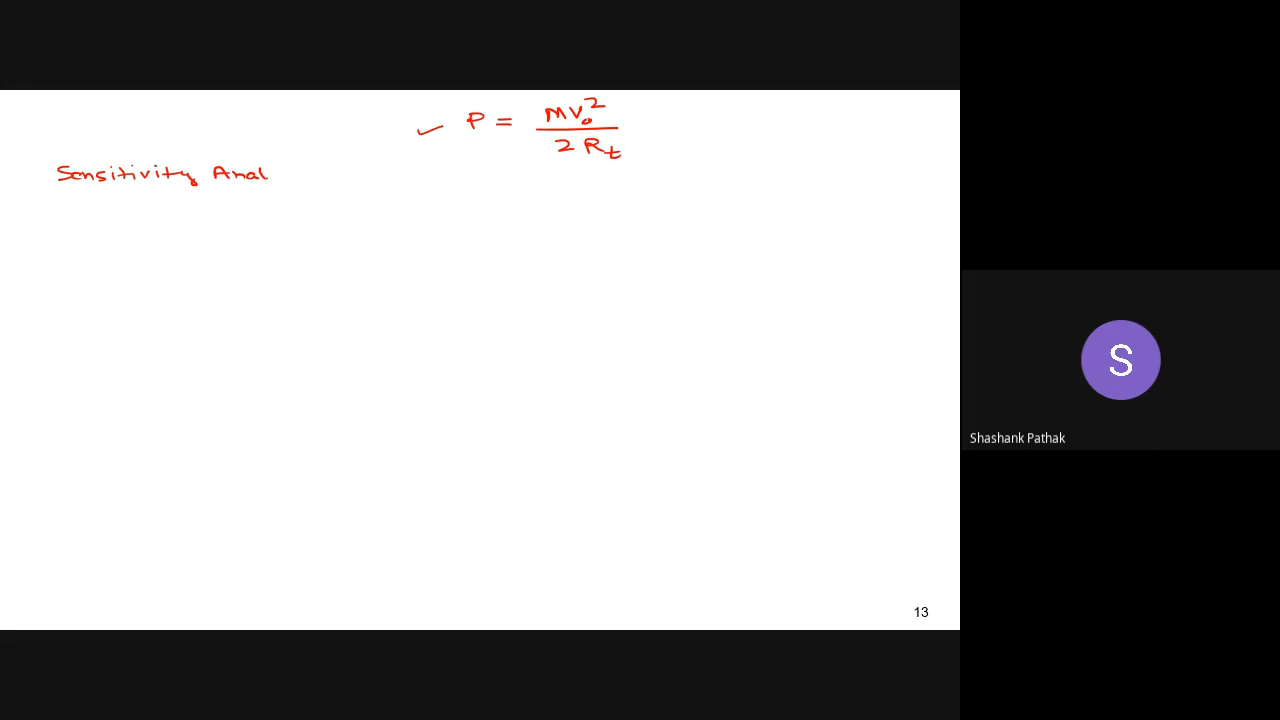 P = MV₀² / 2Rₜ
Sensitivity Anal
S
Shashank Pathak
13